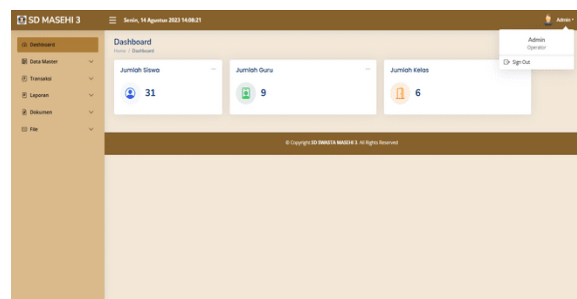 SD MASEHI 3
Senin, 14 Agustus 2023 14:08:21
Admin
Dashboard
Data Master
Transaksi
Laporan
Dokumen
File
Dashboard
Home / Dashboard
Jumlah Siswa
31
Jumlah Guru
9
Jumlah Kelas
6
Admin
Operator
Sign Out
© Copyright SD SWASTA MASEHI 3. All Rights Reserved